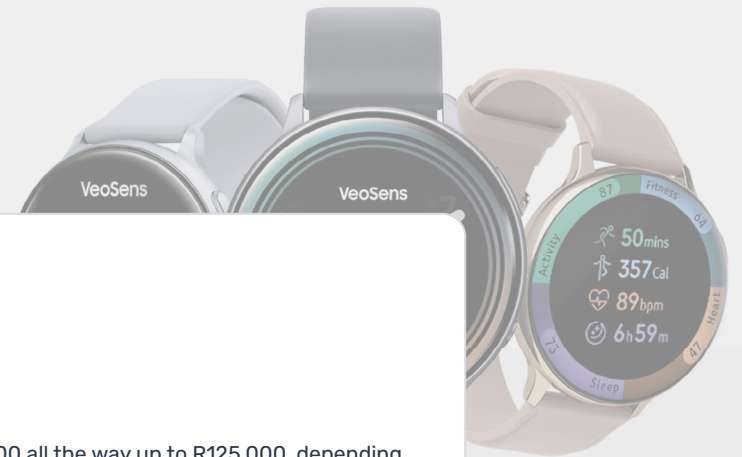 VeoSens
VeoSens
87
Fitness
64
Activity
50mins
357Cal
89bpm
6h59m
Heart
47
73
Sleep
00 all the way up to R125 000, depending